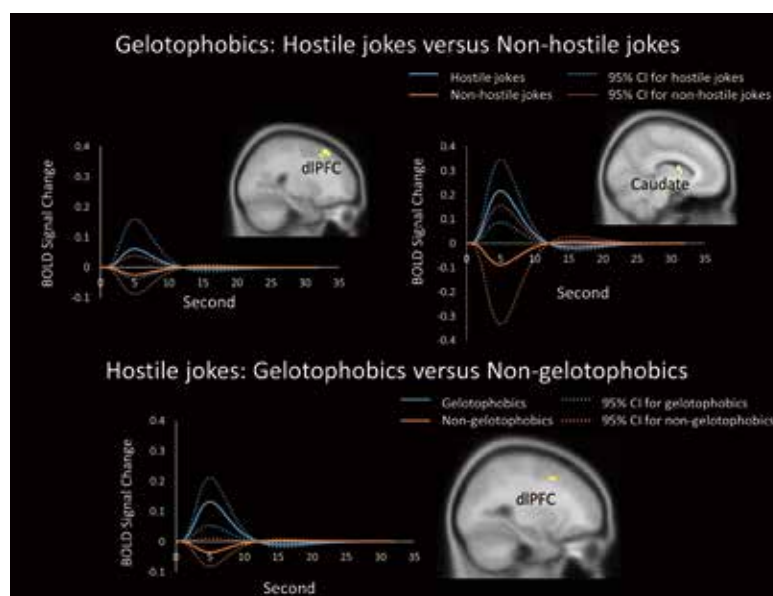 Gelotophobics: Hostile jokes versus Non-hostile jokes
Hostile jokes
95% CI for hostile jokes
Non-hostile jokes
95% CI for non-hostile jokes
BOLD Signal Change
0.4
0.3
0.2
0.1
0
-0.1
0 5 10 15 20 25 30 35
Second
dlPFC
BOLD Signal Change
0.4
0.3
0.2
0.1
0
-0.1
-0.2
-0.3
-0.4
0 5 10 15 20 25 30 35
Second
Caudate
Hostile jokes: Gelotophobics versus Non-gelotophobics
Gelotophobics
95% CI for gelotophobics
Non-gelotophobics
95% CI for non-gelotophobics
BOLD Signal Change
0.4
0.3
0.2
0.1
0
-0.1
0 5 10 15 20 25 30 35
Second
dlPFC